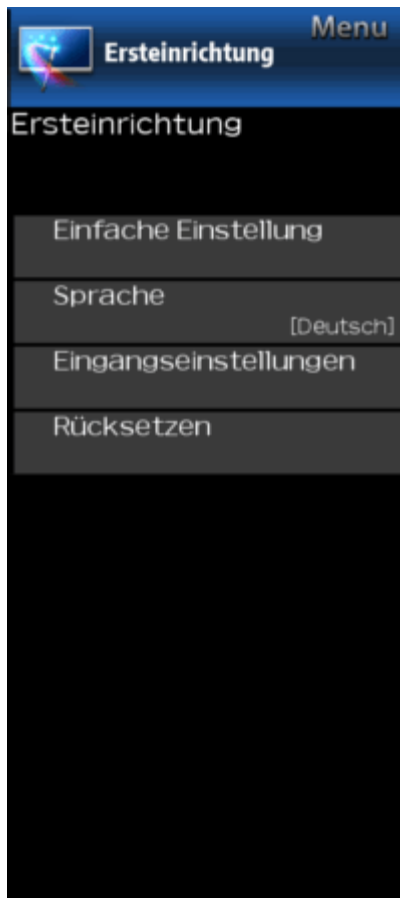 Menu
Ersteinrichtung
Ersteinrichtung
Einfache Einstellung
Sprache
[Deutsch]
Eingangseinstellungen
Rücksetzen